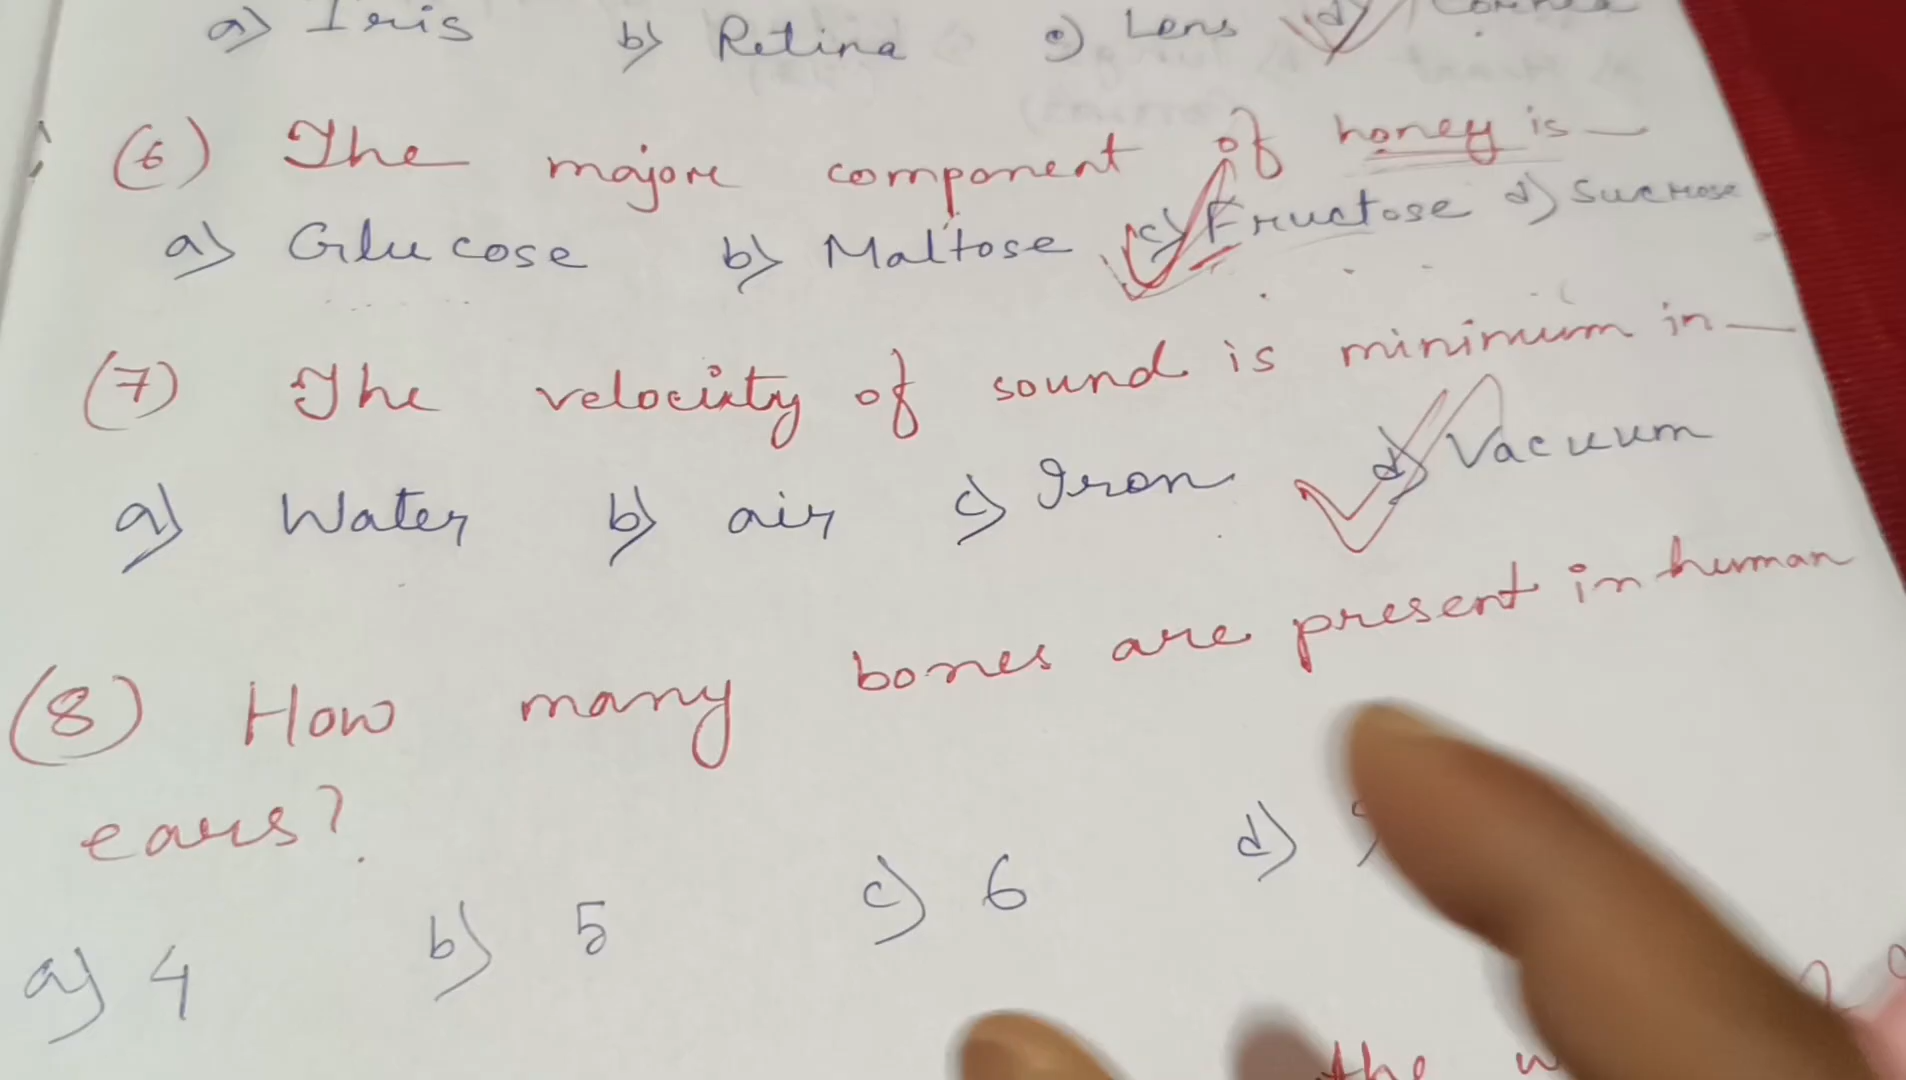 a) Iris b) Retina c) Lens d)
(6) The major component of honey is —
a) Glucose b) Maltose c) Fructose d) Sucrose
(7) The velocity of sound is minimum in —
a) Water b) air c) Iron d) Vacuum
(8) How many bones are present in human
ears?
a) 4 b) 5 c) 6 d)
the